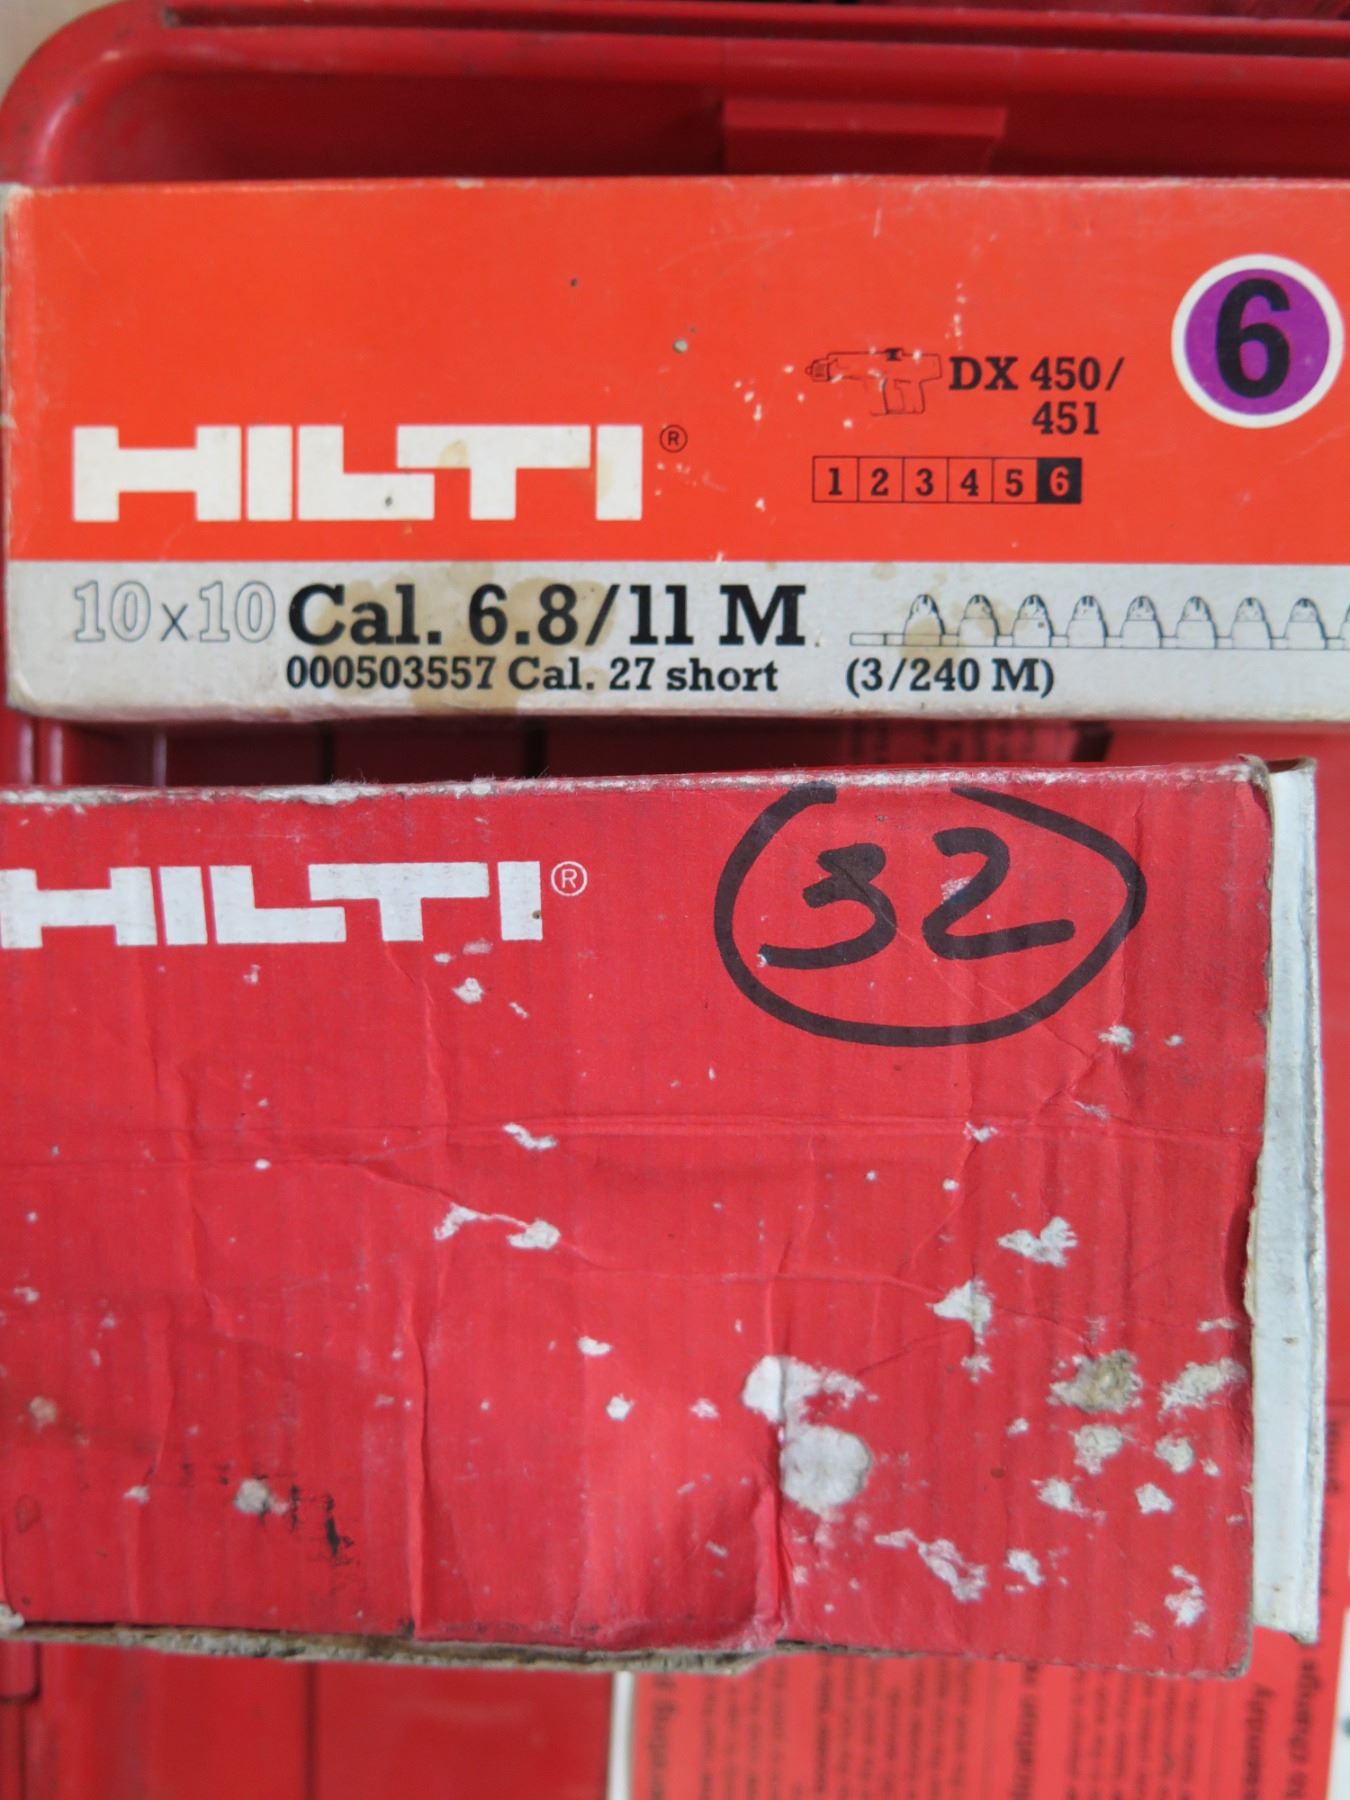 6
DX 450/
451
HILTI®
1 2 3 4 5 6
10x10 Cal. 6.8/11 M
000503557 Cal. 27 short (3/240 M)
HILTI®
32